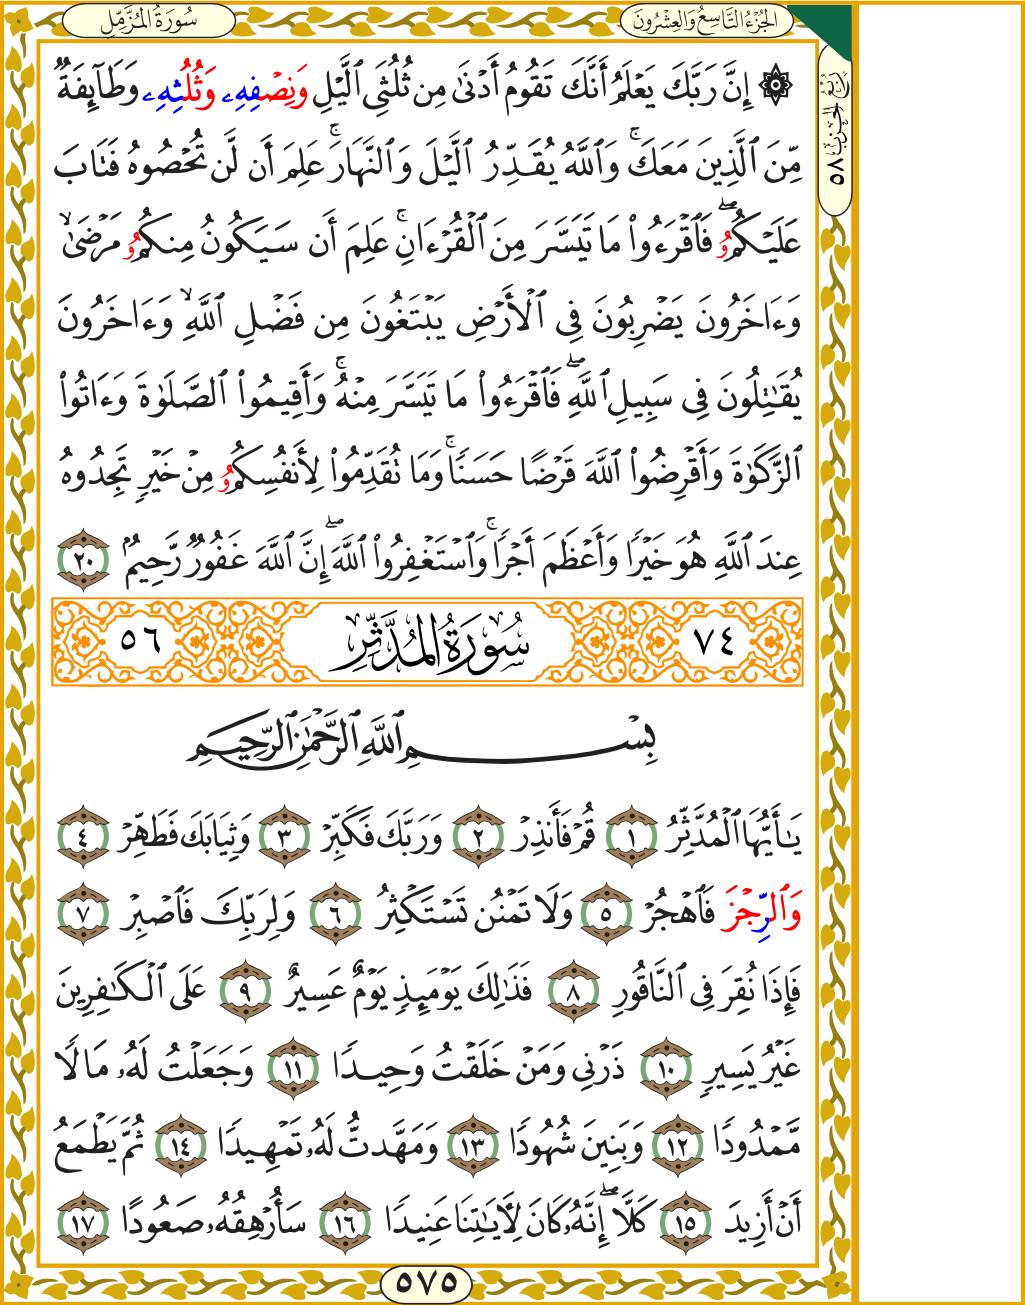 الجُزْءُ التَّاسِعُ وَالعِشْرُونَ
سُورَةُ المُزَّمِّلِ
رُبْعُ الحِزْبِ ٥٨
۞ إِنَّ رَبَّكَ يَعْلَمُ أَنَّكَ تَقُومُ أَدْنَىٰ مِن ثُلُثَيِ ٱلَّيْلِ وَنِصْفِهِۦ وَثُلُثِهِۦ وَطَآئِفَةٌ
مِّنَ ٱلَّذِينَ مَعَكَۚ وَٱللَّهُ يُقَدِّرُ ٱلَّيْلَ وَٱلنَّهَارَۚ عَلِمَ أَن لَّن تُحْصُوهُ فَتَابَ
عَلَيْكُمُۥۖ فَٱقْرَءُوا۟ مَا تَيَسَّرَ مِنَ ٱلْقُرْءَانِۚ عَلِمَ أَن سَيَكُونُ مِنكُمُۥ مَرْضَىٰۙ
وَءَاخَرُونَ يَضْرِبُونَ فِى ٱلْأَرْضِ يَبْتَغُونَ مِن فَضْلِ ٱللَّهِۙ وَءَاخَرُونَ
يُقَـٰتِلُونَ فِى سَبِيلِ ٱللَّهِۖ فَٱقْرَءُوا۟ مَا تَيَسَّرَ مِنْهُۚ وَأَقِيمُوا۟ ٱلصَّلَوٰةَ وَءَاتُوا۟
ٱلزَّكَوٰةَ وَأَقْرِضُوا۟ ٱللَّهَ قَرْضًا حَسَنًاۚ وَمَا تُقَدِّمُوا۟ لِأَنفُسِكُمُۥ مِنْ خَيْرٍ تَجِدُوهُ
عِندَ ٱللَّهِ هُوَ خَيْرًا وَأَعْظَمَ أَجْرًاۚ وَٱسْتَغْفِرُوا۟ ٱللَّهَۖ إِنَّ ٱللَّهَ غَفُورٌ رَّحِيمٌ ٢٠
٧٤ سُورَةُ المُدَّثِّرِ ٥٦
بِسْمِ ٱللَّهِ ٱلرَّحْمَـٰنِ ٱلرَّحِيمِ
يَـٰٓأَيُّهَا ٱلْمُدَّثِّرُ ١ قُمْ فَأَنذِرْ ٢ وَرَبَّكَ فَكَبِّرْ ٣ وَثِيَابَكَ فَطَهِّرْ ٤
وَٱلرِّجْزَ فَٱهْجُرْ ٥ وَلَا تَمْنُن تَسْتَكْثِرُ ٦ وَلِرَبِّكَ فَٱصْبِرْ ٧
فَإِذَا نُقِرَ فِى ٱلنَّاقُورِ ٨ فَذَٰلِكَ يَوْمَئِذٍ يَوْمٌ عَسِيرٌ ٩ عَلَى ٱلْكَـٰفِرِينَ
غَيْرُ يَسِيرٍ ١٠ ذَرْنِى وَمَنْ خَلَقْتُ وَحِيدًا ١١ وَجَعَلْتُ لَهُۥ مَالًا
مَّمْدُودًا ١٢ وَبَنِينَ شُهُودًا ١٣ وَمَهَّدتُّ لَهُۥ تَمْهِيدًا ١٤ ثُمَّ يَطْمَعُ
أَنْ أَزِيدَ ١٥ كَلَّآۖ إِنَّهُۥ كَانَ لِأَيَـٰتِنَا عَنِيدًا ١٦ سَأُرْهِقُهُۥ صَعُودًا ١٧
٥٧٥